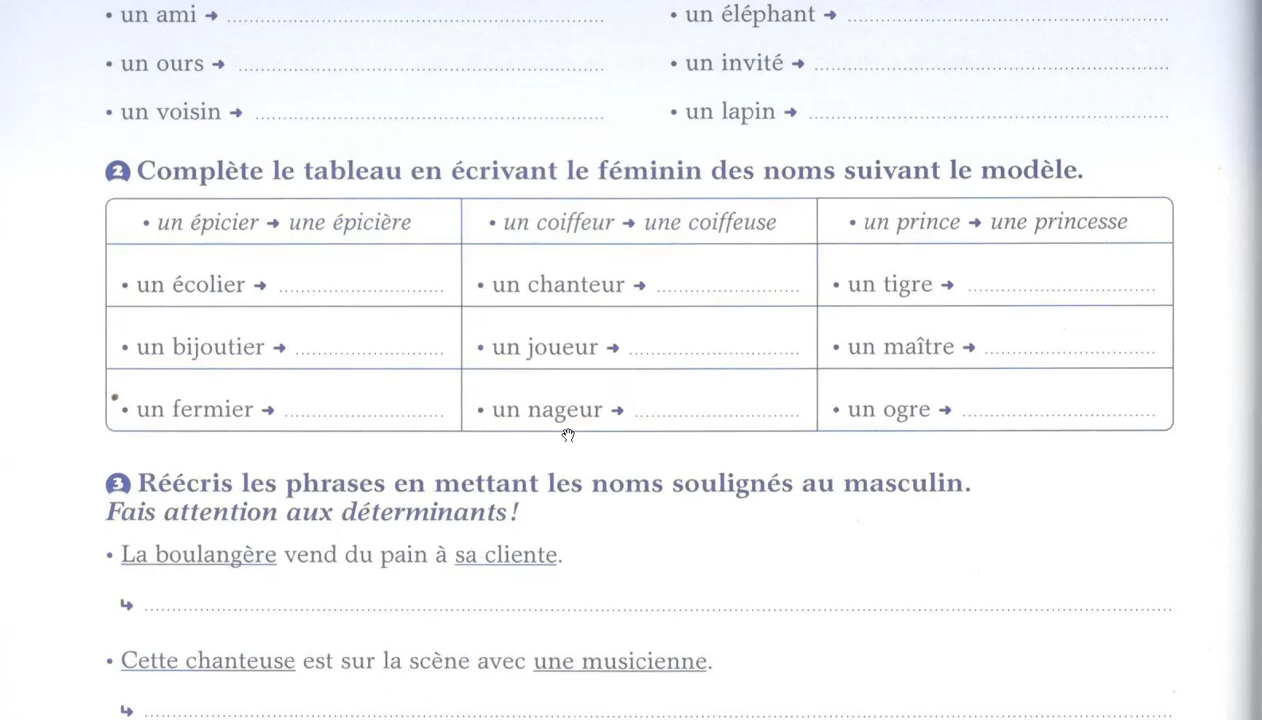 • un ami → ........ • un éléphant → ........
• un ours → ........ • un invité → ........
• un voisin → ........ • un lapin → ........
2 Complète le tableau en écrivant le féminin des noms suivant le modèle.
• un épicier → une épicière • un coiffeur → une coiffeuse • un prince → une princesse
• un écolier → ........ • un chanteur → ........ • un tigre → ........
• un bijoutier → ........ • un joueur → ........ • un maître → ........
• un fermier → ........ • un nageur → ........ • un ogre → ........
3 Réécris les phrases en mettant les noms soulignés au masculin.
Fais attention aux déterminants !
• La boulangère vend du pain à sa cliente.
↳ ........
• Cette chanteuse est sur la scène avec une musicienne.
↳ ........